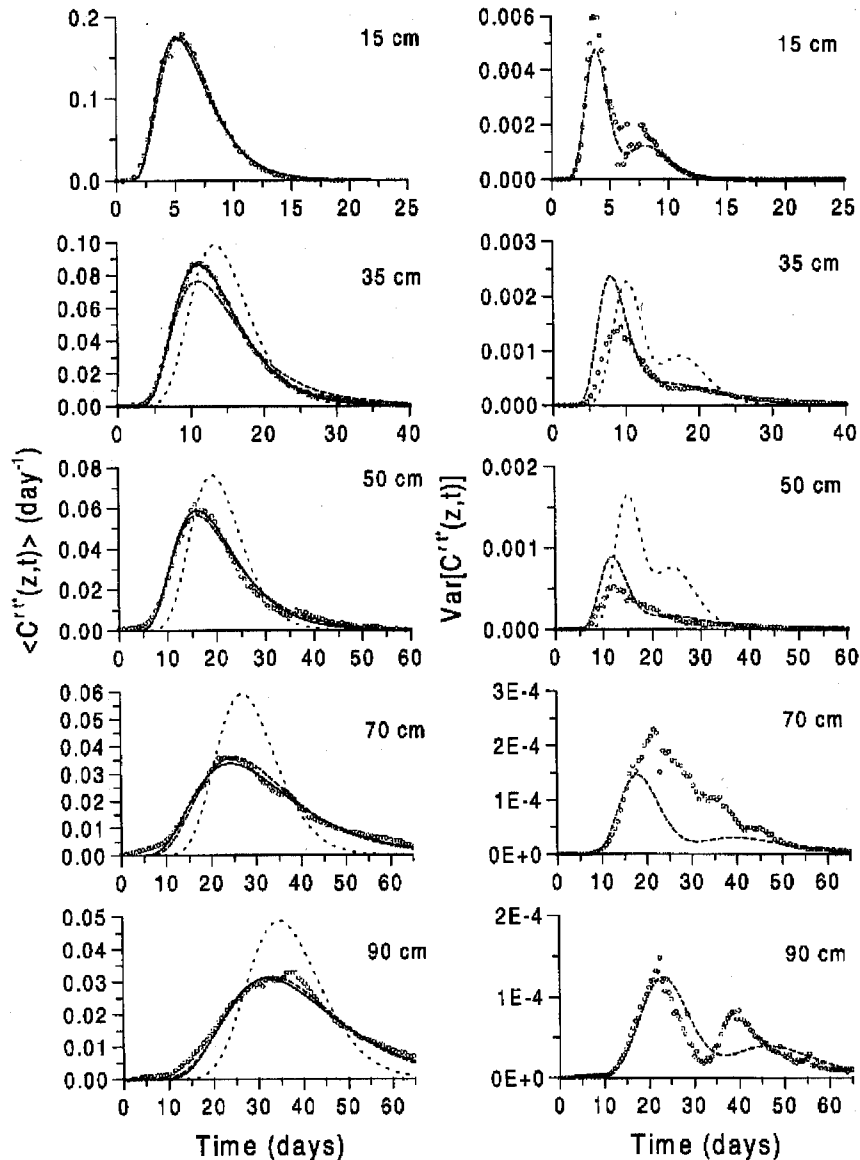 0.2
0.1
0.0
15 cm
0 5 10 15 20 25
0.10
0.08
0.06
0.04
0.02
0.00
35 cm
0 10 20 30 40
0.08
0.06
0.04
0.02
0.00
50 cm
0 10 20 30 40 50 60
0.06
0.05
0.04
0.03
0.02
0.01
0.00
70 cm
0 10 20 30 40 50 60
0.05
0.04
0.03
0.02
0.01
0.00
90 cm
0 10 20 30 40 50 60
<C^rt*(z,t)> (day^-1)
Time (days)
0.006
0.004
0.002
0.000
15 cm
0 5 10 15 20 25
0.003
0.002
0.001
0.000
35 cm
0 10 20 30 40
0.002
0.001
0.000
50 cm
0 10 20 30 40 50 60
3E-4
2E-4
1E-4
0E+0
70 cm
0 10 20 30 40 50 60
2E-4
1E-4
0E+0
90 cm
0 10 20 30 40 50 60
Var[C^rt*(z,t)]
Time (days)